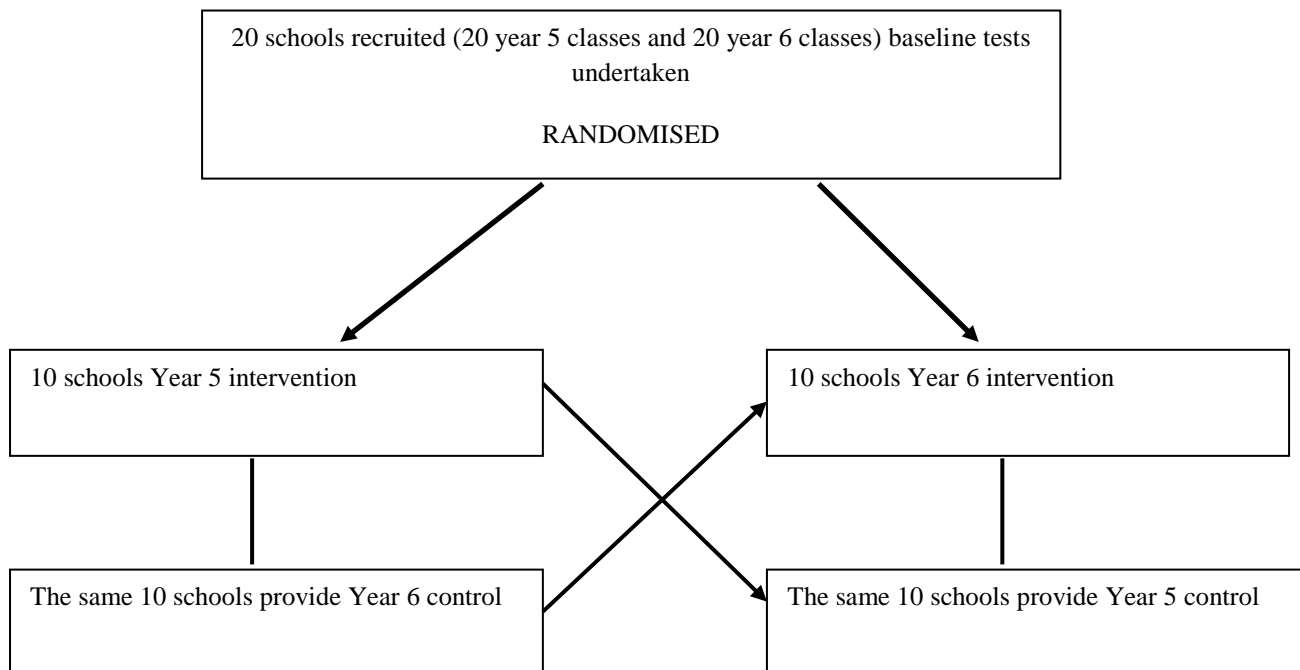 20 schools recruited (20 year 5 classes and 20 year 6 classes) baseline tests
undertaken
RANDOMISED
10 schools Year 5 intervention
10 schools Year 6 intervention
The same 10 schools provide Year 6 control
The same 10 schools provide Year 5 control